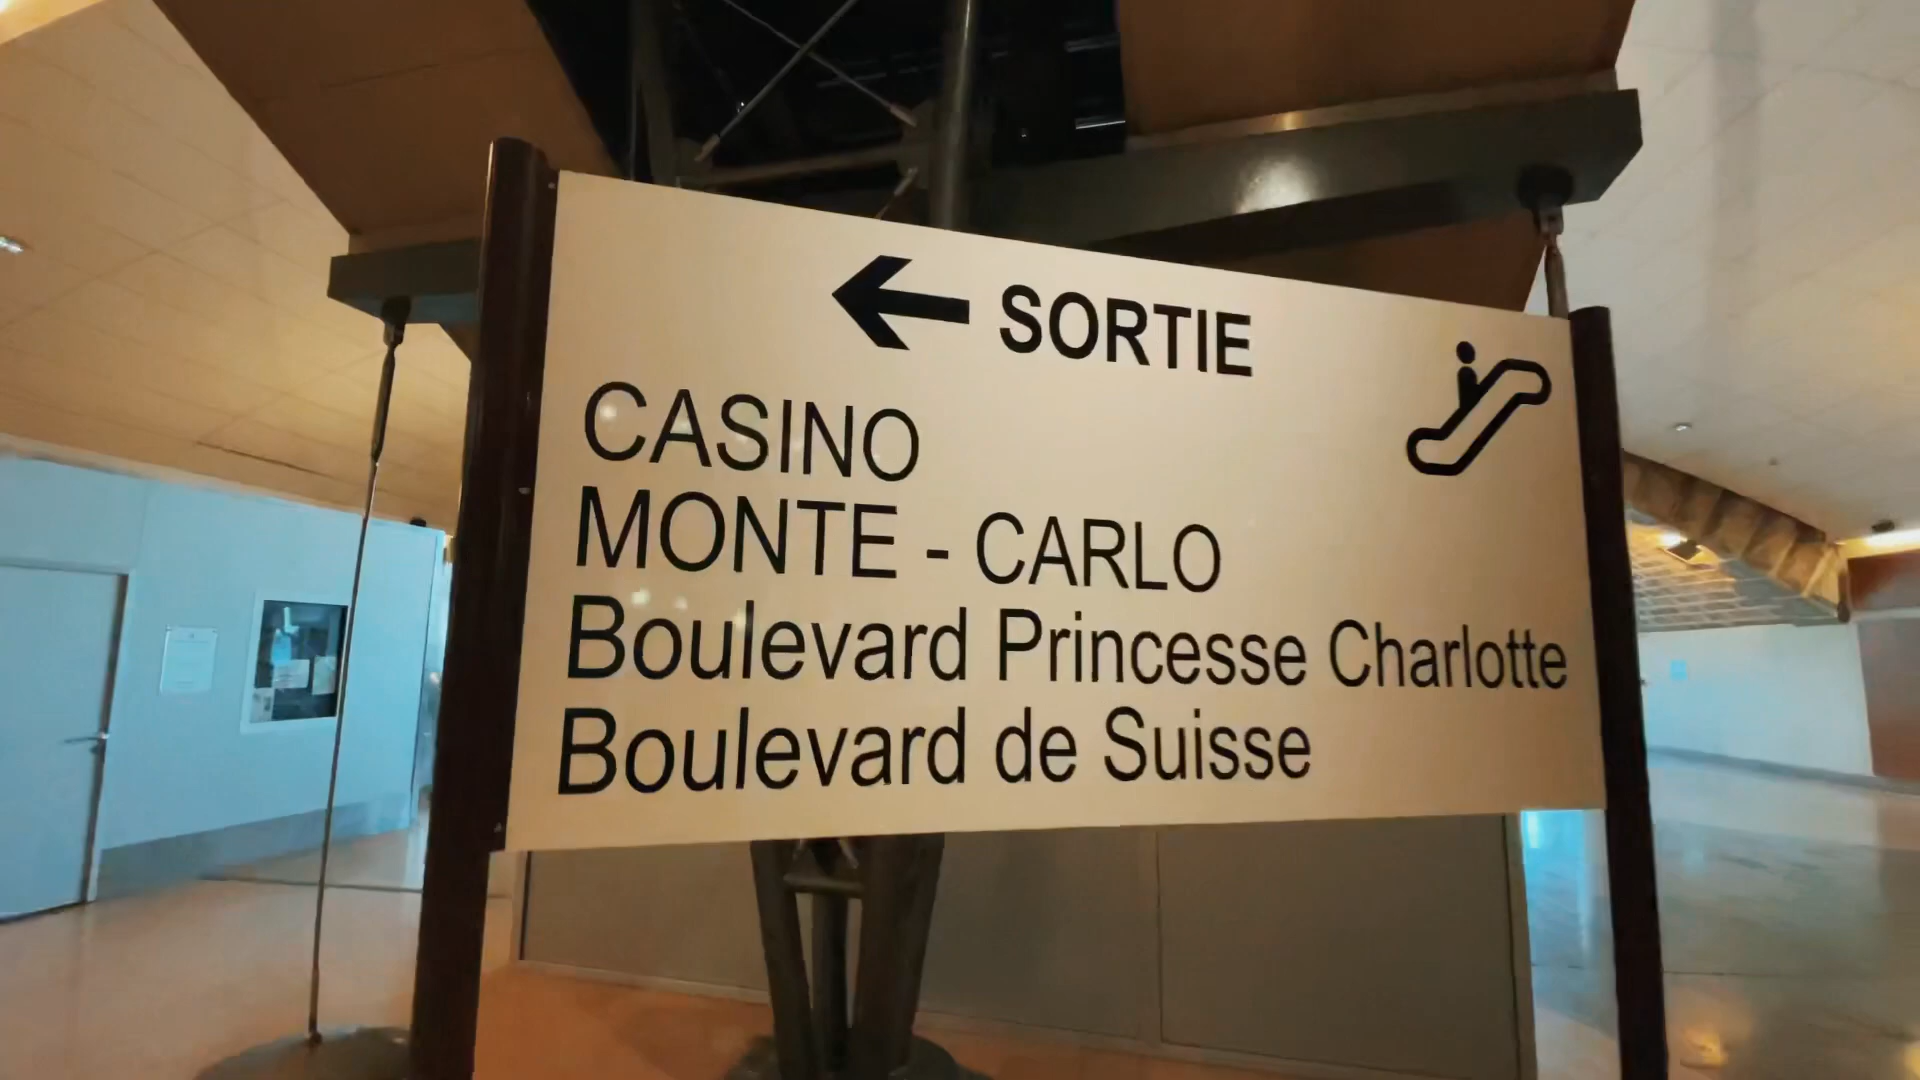 SORTIE
CASINO
MONTE - CARLO
Boulevard Princesse Charlotte
Boulevard de Suisse